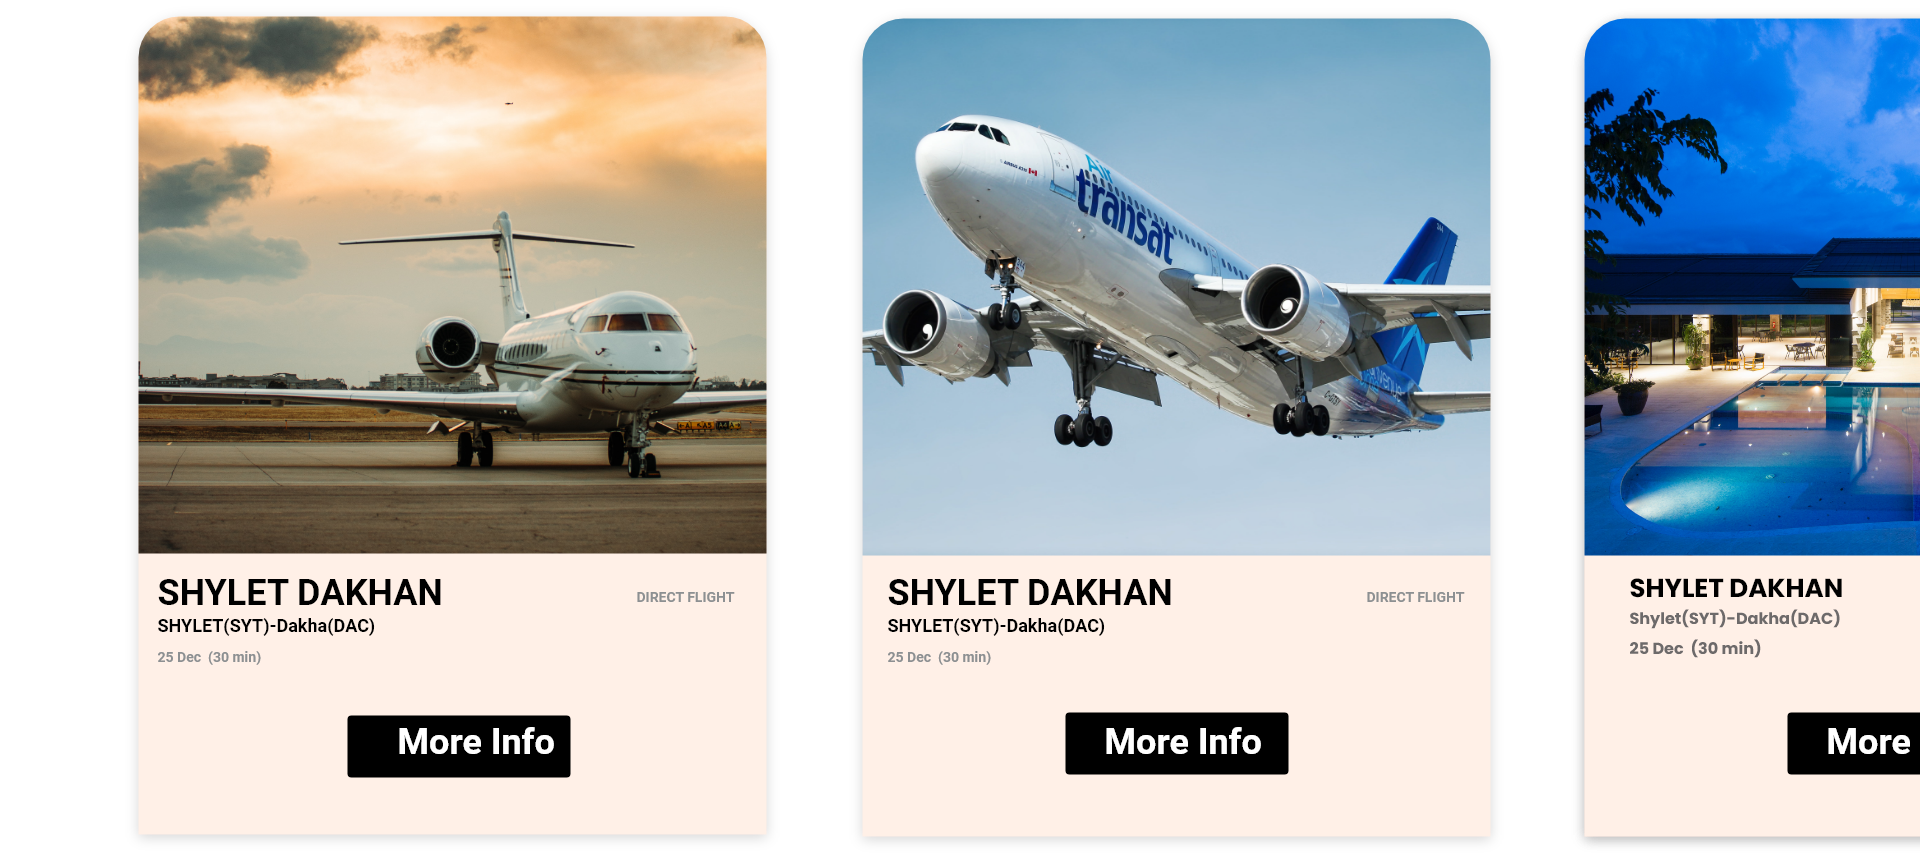 Air
transat
SHYLET DAKHAN
DIRECT FLIGHT
SHYLET(SYT)-Dakha(DAC)
25 Dec (30 min)
More Info
SHYLET DAKHAN
DIRECT FLIGHT
SHYLET(SYT)-Dakha(DAC)
25 Dec (30 min)
More Info
SHYLET DAKHAN
Shylet(SYT)-Dakha(DAC)
25 Dec (30 min)
More